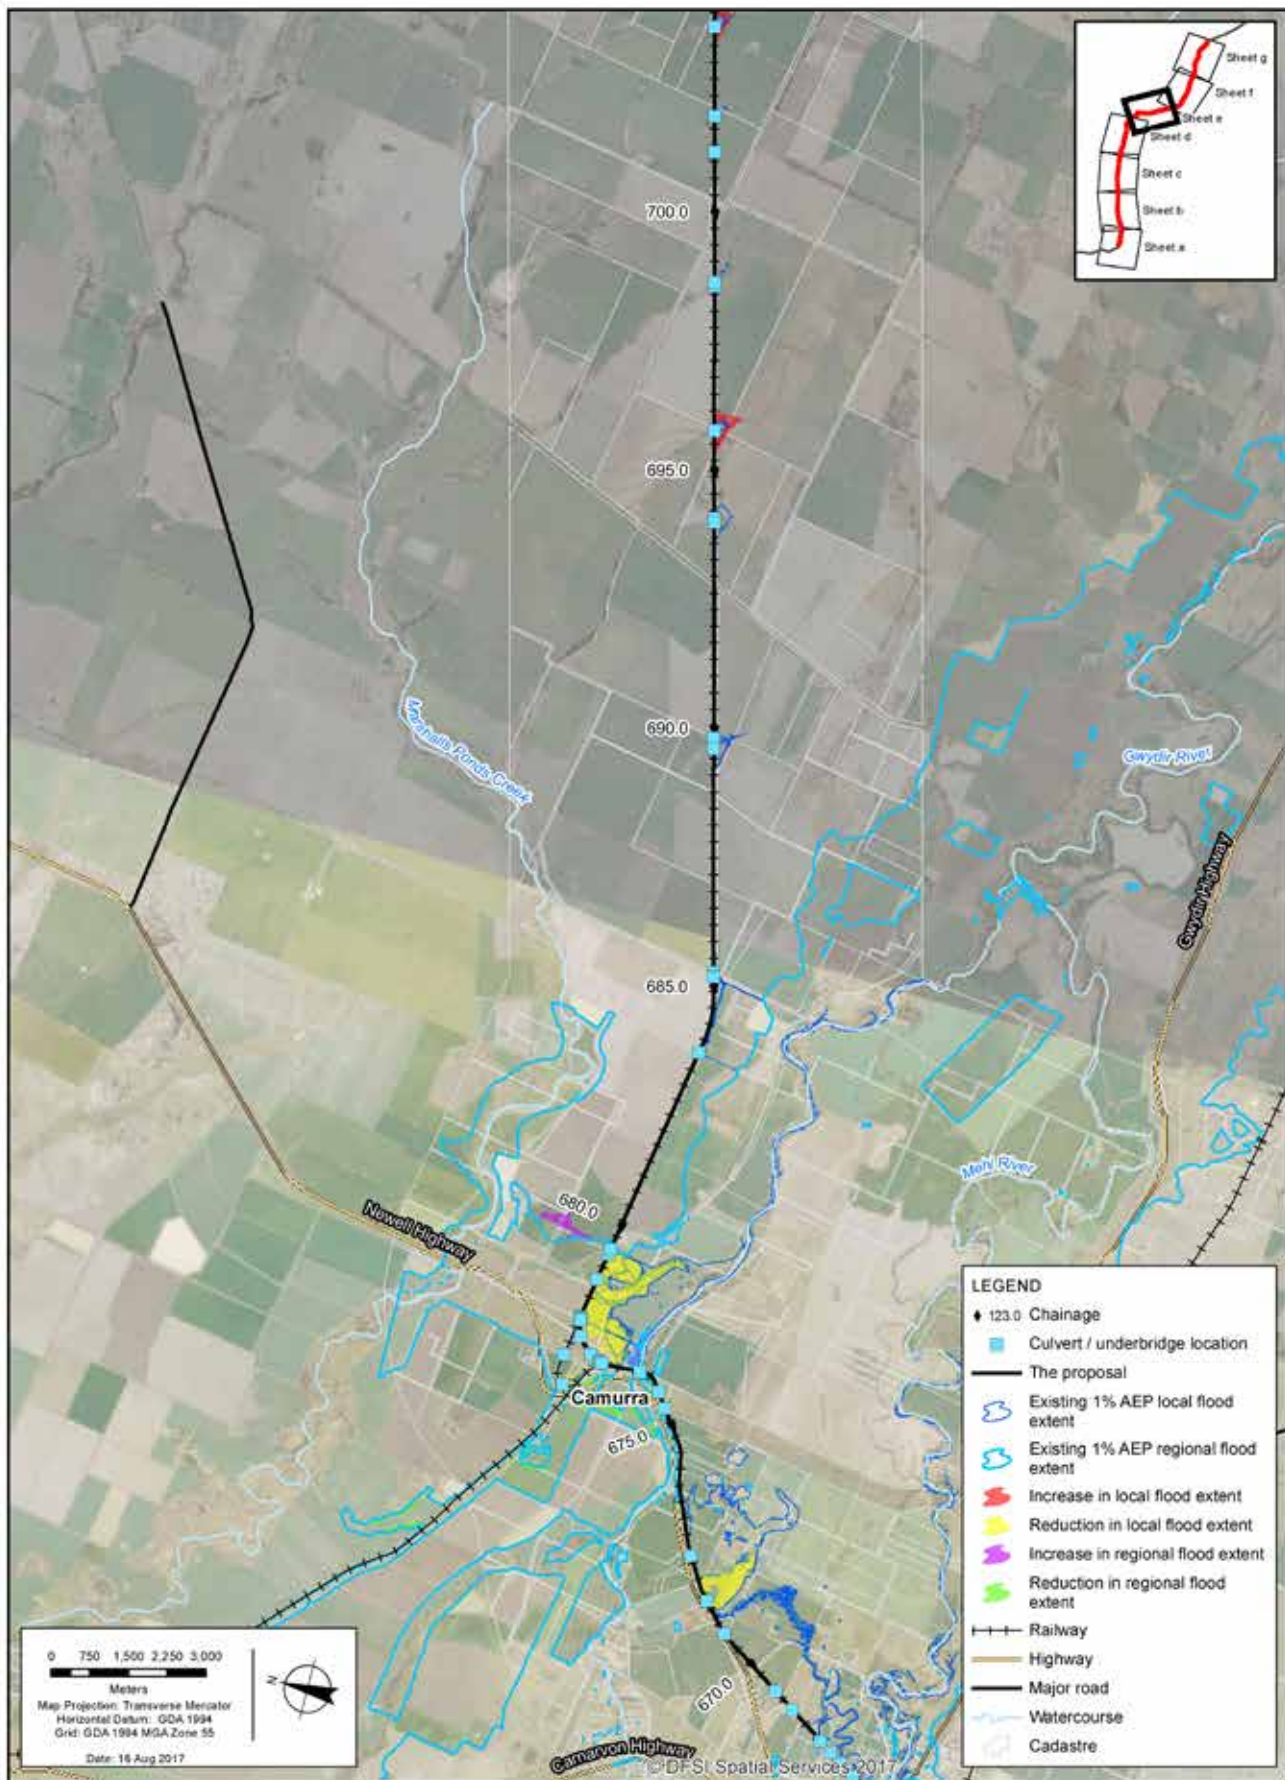 Sheet g
Sheet f
Sheet e
Sheet d
Sheet c
Sheet b
Sheet a
700.0
695.0
690.0
Marshalls Ponds Creek
Gwydir River
Gwydir Highway
685.0
Mehi River
680.0
Newell Highway
Camurra
675.0
670.0
Carnarvon Highway
© DFSI Spatial Services 2017
LEGEND
123.0 Chainage
Culvert / underbridge location
The proposal
Existing 1% AEP local flood
extent
Existing 1% AEP regional flood
extent
Increase in local flood extent
Reduction in local flood extent
Increase in regional flood extent
Reduction in regional flood
extent
Railway
Highway
Major road
Watercourse
Cadastre
0 750 1,500 2,250 3,000
Meters
Map Projection: Transverse Mercator
Horizontal Datum: GDA 1994
Grid: GDA 1994 MGA Zone 55
Date: 16 Aug 2017
N